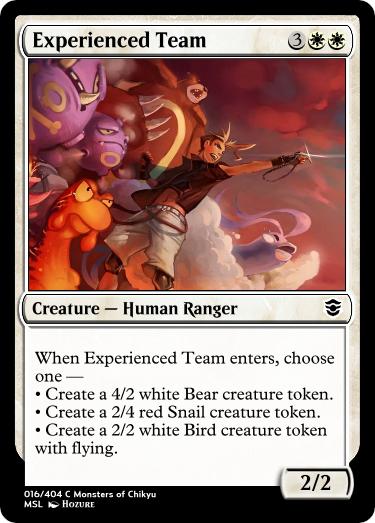 Experienced Team 3
Creature — Human Ranger
When Experienced Team enters, choose
one —
• Create a 4/2 white Bear creature token.
• Create a 2/4 red Snail creature token.
• Create a 2/2 white Bird creature token
with flying.
2/2
016/404 C Monsters of Chikyu
MSL Hozure